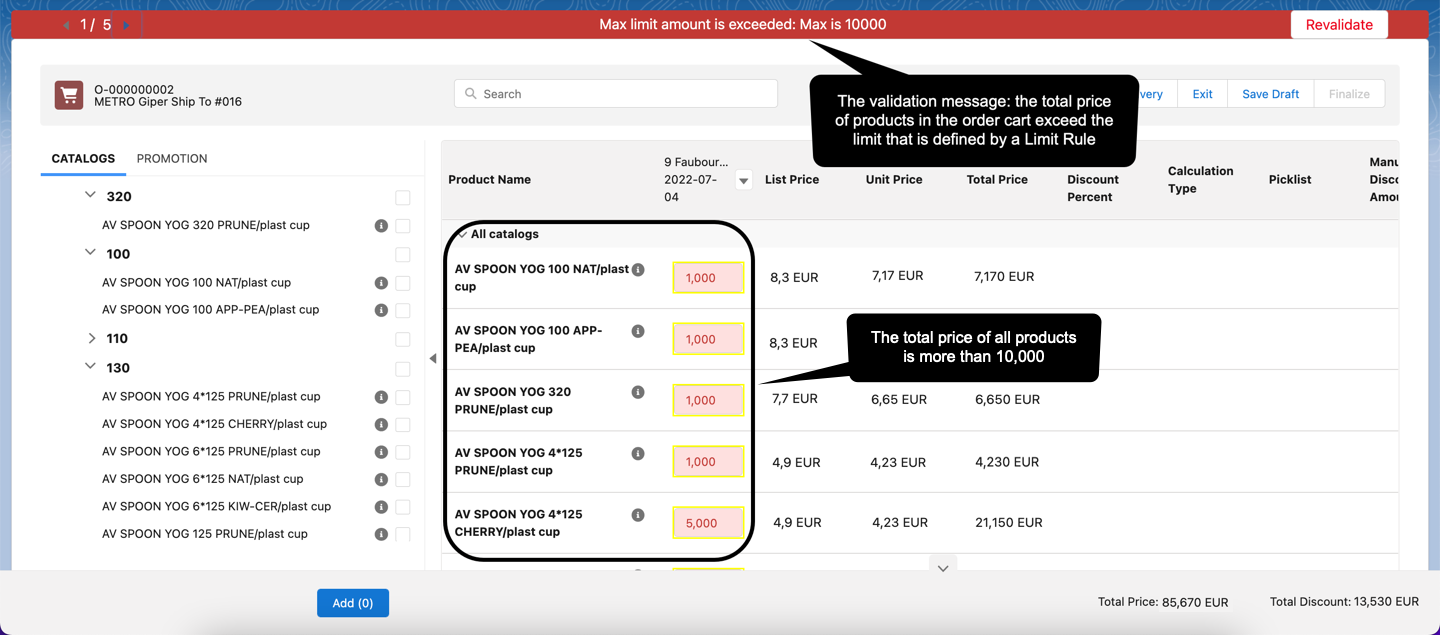 1 / 5
Max limit amount is exceeded: Max is 10000
Revalidate
O-000000002
METRO Giper Ship To #016
Search
The validation message: the total price
of products in the order cart exceed the
limit that is defined by a Limit Rule
very
Exit
Save Draft
Finalize
CATALOGS
PROMOTION
320
AV SPOON YOG 320 PRUNE/plast cup
100
AV SPOON YOG 100 NAT/plast cup
AV SPOON YOG 100 APP-PEA/plast cup
110
130
AV SPOON YOG 4*125 PRUNE/plast cup
AV SPOON YOG 4*125 CHERRY/plast cup
AV SPOON YOG 6*125 PRUNE/plast cup
AV SPOON YOG 6*125 NAT/plast cup
AV SPOON YOG 6*125 KIW-CER/plast cup
AV SPOON YOG 125 PRUNE/plast cup
Product Name
9 Faubour...
2022-07-
04
List Price
Unit Price
Total Price
Discount
Percent
Calculation
Type
Picklist
Manu
Disco
Amou
All catalogs
AV SPOON YOG 100 NAT/plast
cup
1,000
8,3 EUR
7,17 EUR
7,170 EUR
AV SPOON YOG 100 APP-
PEA/plast cup
1,000
8,3 EUR
The total price of all products
is more than 10,000
AV SPOON YOG 320
PRUNE/plast cup
1,000
7,7 EUR
6,65 EUR
6,650 EUR
AV SPOON YOG 4*125
PRUNE/plast cup
1,000
4,9 EUR
4,23 EUR
4,230 EUR
AV SPOON YOG 4*125
CHERRY/plast cup
5,000
4,9 EUR
4,23 EUR
21,150 EUR
Add (0)
Total Price: 85,670 EUR
Total Discount: 13,530 EUR